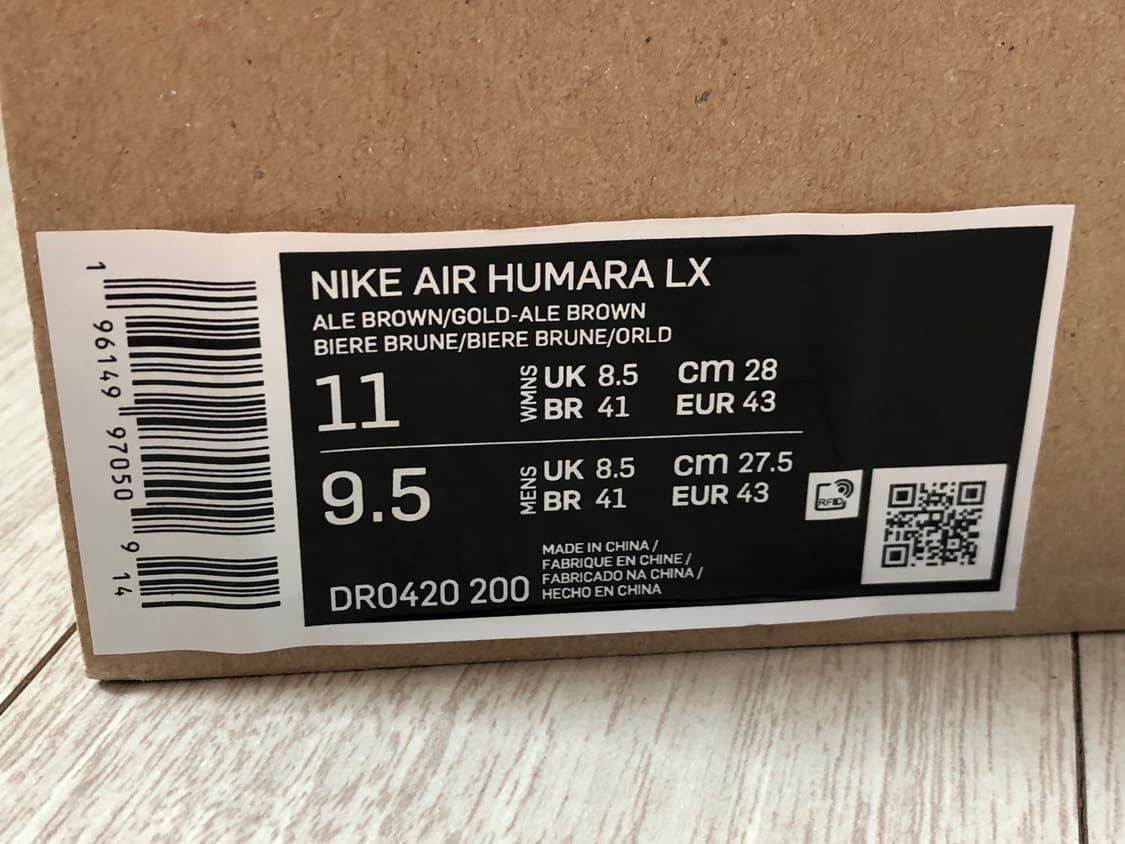 NIKE AIR HUMARA LX
ALE BROWN/GOLD-ALE BROWN
BIERE BRUNE/BIERE BRUNE/ORLD
11 WMNS UK 8.5 cm 28
BR 41 EUR 43
9.5 MENS UK 8.5 cm 27.5
BR 41 EUR 43
RFID
DR0420 200
MADE IN CHINA /
FABRIQUE EN CHINE /
FABRICADO NA CHINA /
HECHO EN CHINA
1 96149 97050 9 14